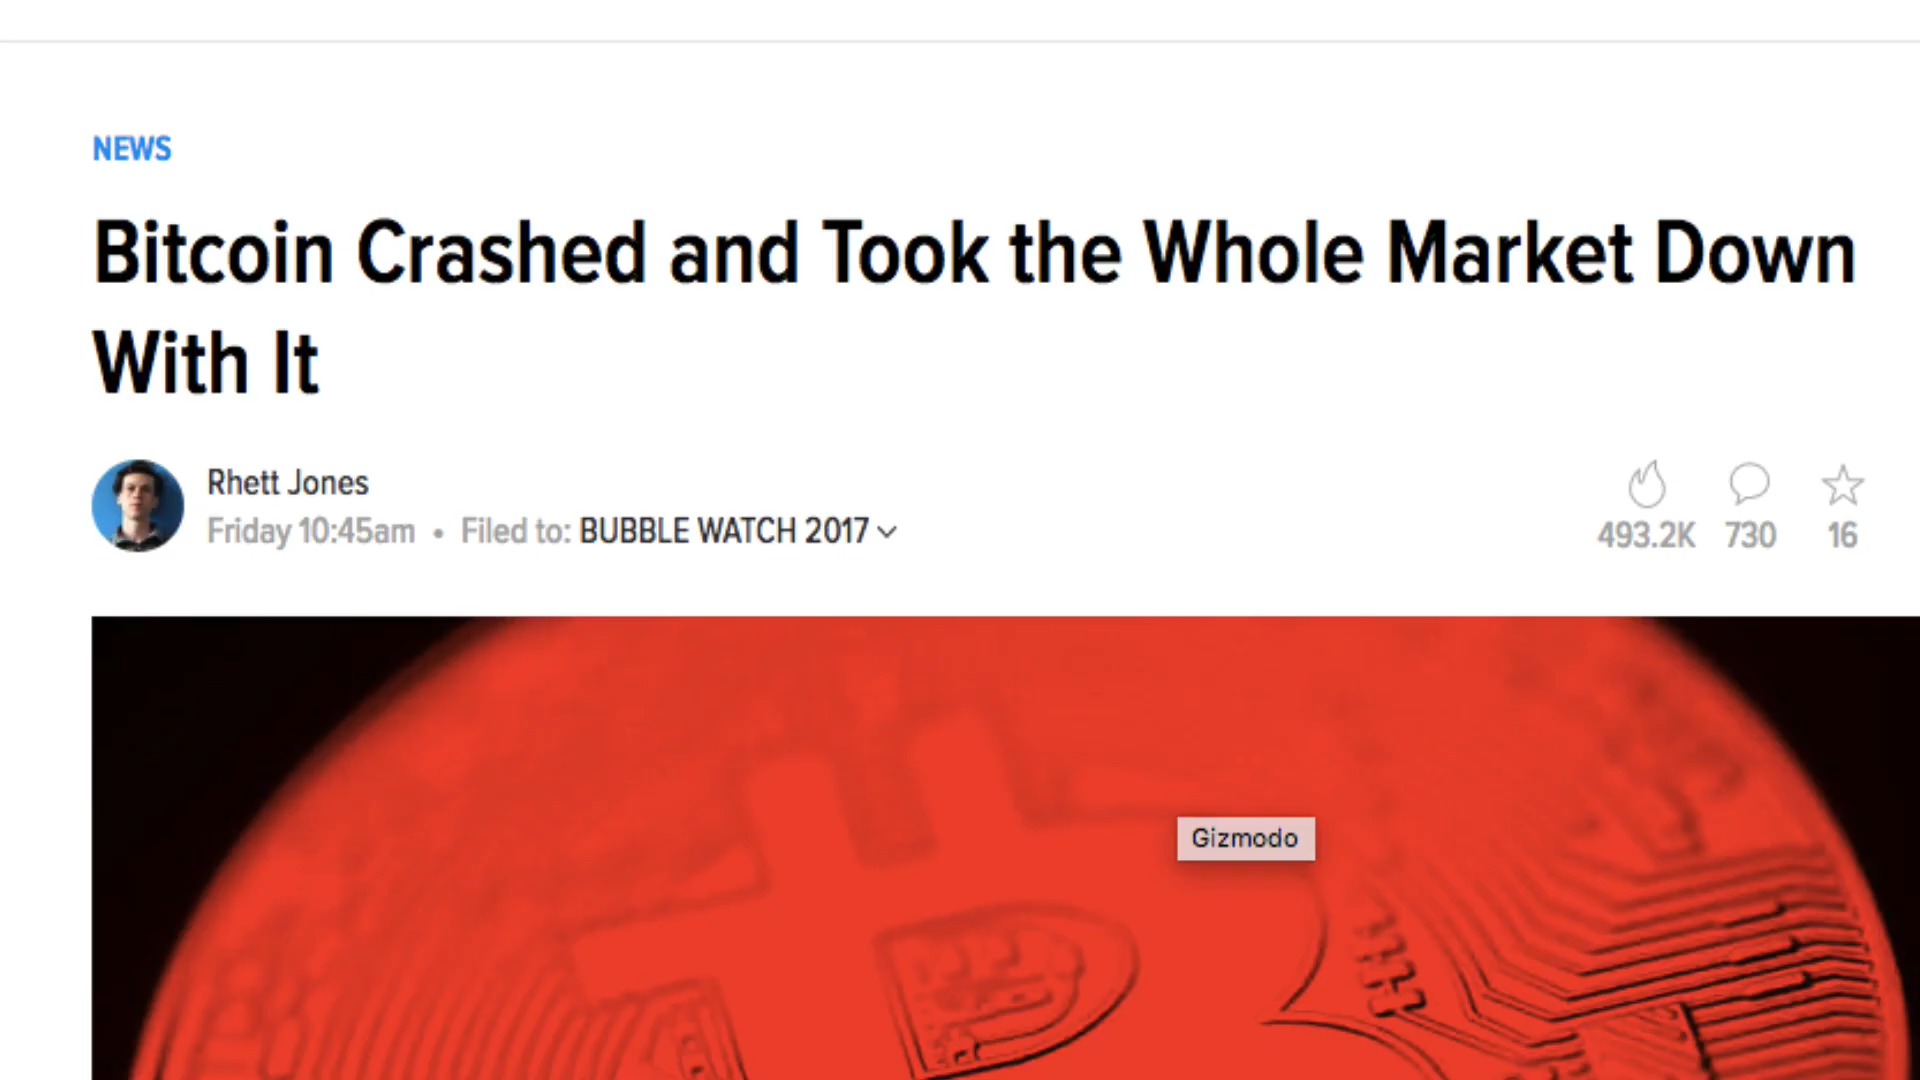 NEWS
Bitcoin Crashed and Took the Whole Market Down
With It
Rhett Jones
Friday 10:45am • Filed to: BUBBLE WATCH 2017
493.2K 730 16
Gizmodo